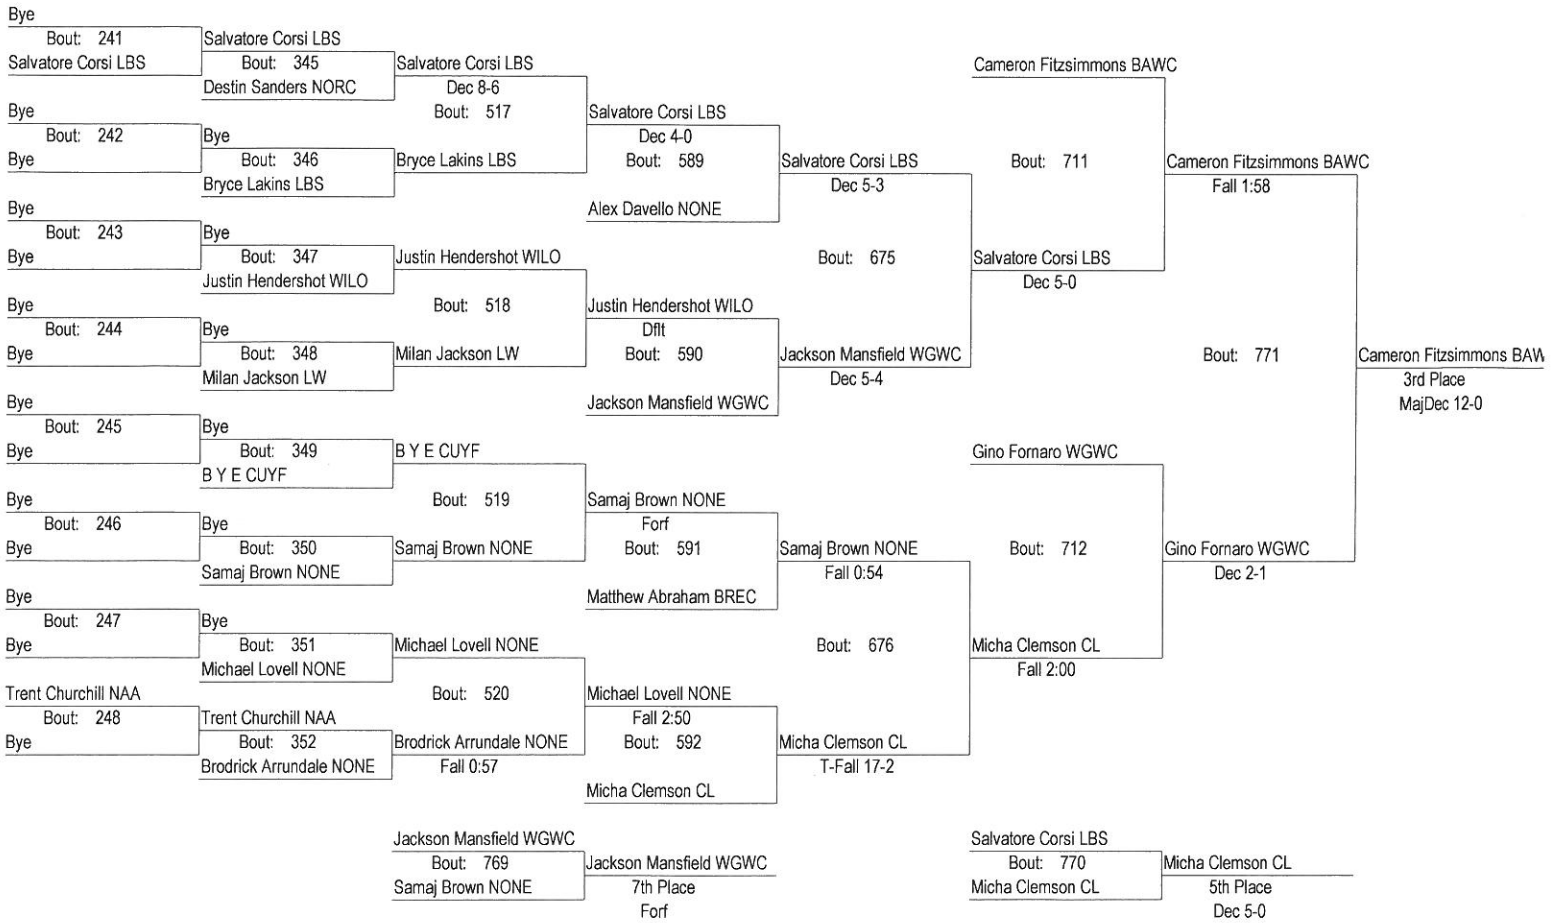 Bye
Bout: 241
Salvatore Corsi LBS
Bye
Bout: 242
Bye
Bye
Bout: 243
Bye
Bye
Bout: 244
Bye
Bye
Bout: 245
Bye
Bye
Bout: 246
Bye
Bye
Bout: 247
Bye
Trent Churchill NAA
Bout: 248
Bye
Salvatore Corsi LBS
Bout: 345
Destin Sanders NORC
Bye
Bout: 346
Bryce Lakins LBS
Bye
Bout: 347
Justin Hendershot WILO
Bye
Bout: 348
Milan Jackson LW
Bye
Bout: 349
B Y E CUYF
Bye
Bout: 350
Samaj Brown NONE
Bye
Bout: 351
Michael Lovell NONE
Trent Churchill NAA
Bout: 352
Brodrick Arrundale NONE
Salvatore Corsi LBS
Dec 8-6
Bout: 517
Bryce Lakins LBS
Justin Hendershot WILO
Bout: 518
Milan Jackson LW
B Y E CUYF
Bout: 519
Samaj Brown NONE
Michael Lovell NONE
Bout: 520
Brodrick Arrundale NONE
Fall 0:57
Salvatore Corsi LBS
Dec 4-0
Bout: 589
Alex Davello NONE
Justin Hendershot WILO
Dflt
Bout: 590
Jackson Mansfield WGWC
Samaj Brown NONE
Forf
Bout: 591
Matthew Abraham BREC
Michael Lovell NONE
Fall 2:50
Bout: 592
Micha Clemson CL
Salvatore Corsi LBS
Dec 5-3
Bout: 675
Jackson Mansfield WGWC
Dec 5-4
Samaj Brown NONE
Fall 0:54
Bout: 676
Micha Clemson CL
T-Fall 17-2
Cameron Fitzsimmons BAWC
Bout: 711
Salvatore Corsi LBS
Dec 5-0
Gino Fornaro WGWC
Bout: 712
Micha Clemson CL
Fall 2:00
Cameron Fitzsimmons BAWC
Fall 1:58
Bout: 771
Gino Fornaro WGWC
Dec 2-1
Cameron Fitzsimmons BAW
3rd Place
MajDec 12-0
Jackson Mansfield WGWC
Bout: 769
Samaj Brown NONE
Jackson Mansfield WGWC
7th Place
Forf
Salvatore Corsi LBS
Bout: 770
Micha Clemson CL
Micha Clemson CL
5th Place
Dec 5-0